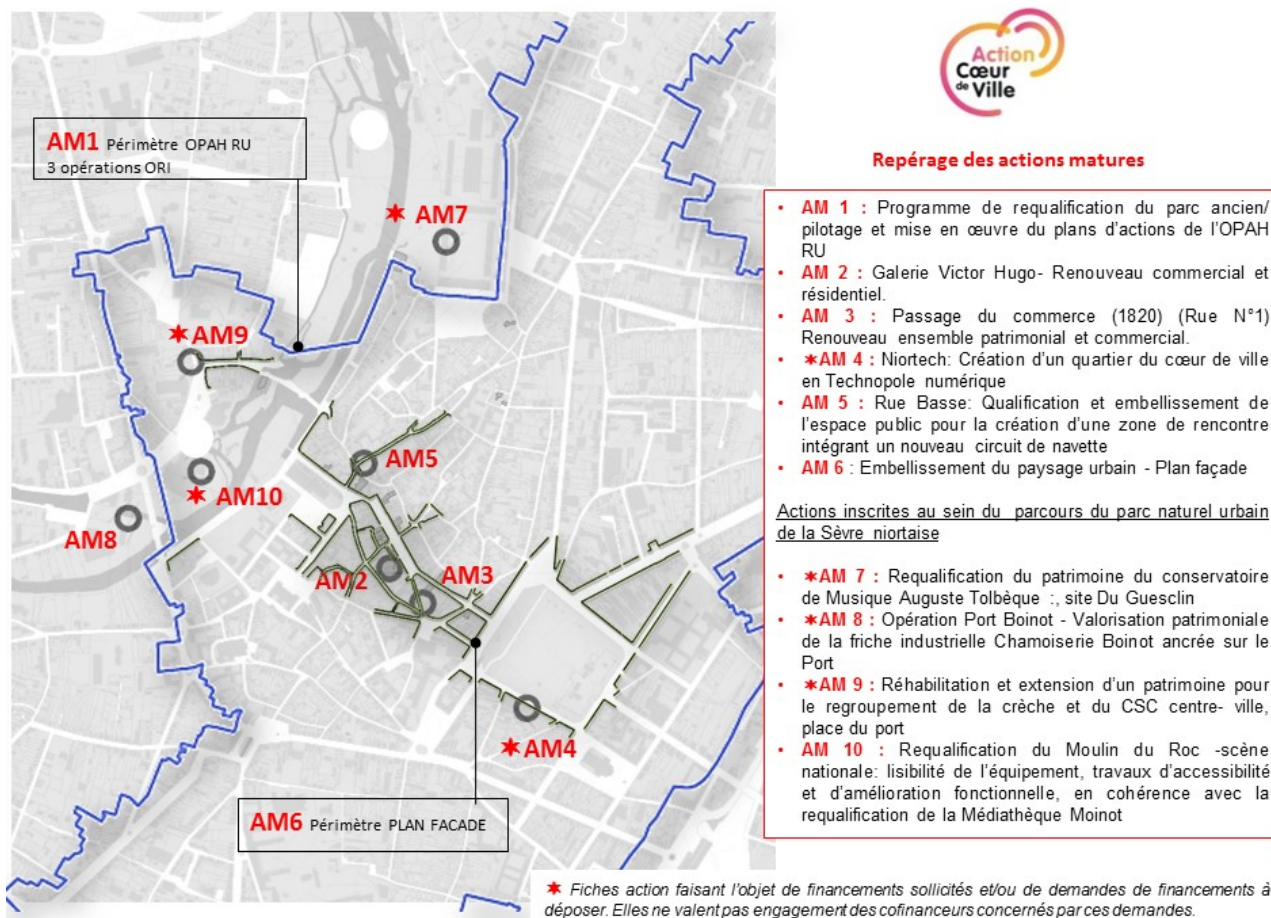 Action
Cœur
de Ville
Repérage des actions matures
AM1 Périmètre OPAH RU
3 opérations ORI
✶ AM7
✶ AM9
AM5
✶ AM10
AM8
AM2
AM3
✶ AM4
AM6 Périmètre PLAN FACADE
• AM 1 : Programme de requalification du parc ancien/
pilotage et mise en œuvre du plans d'actions de l'OPAH
RU
• AM 2 : Galerie Victor Hugo- Renouveau commercial et
résidentiel.
• AM 3 : Passage du commerce (1820) (Rue N°1)
Renouveau ensemble patrimonial et commercial.
• ✶AM 4 : Niortech: Création d'un quartier du cœur de ville
en Technopole numérique
• AM 5 : Rue Basse: Qualification et embellissement de
l'espace public pour la création d'une zone de rencontre
intégrant un nouveau circuit de navette
• AM 6 : Embellissement du paysage urbain - Plan façade
Actions inscrites au sein du parcours du parc naturel urbain
de la Sèvre niortaise
• ✶AM 7 : Requalification du patrimoine du conservatoire
de Musique Auguste Tolbèque :, site Du Guesclin
• ✶AM 8 : Opération Port Boinot - Valorisation patrimoniale
de la friche industrielle Chamoiserie Boinot ancrée sur le
Port
• ✶AM 9 : Réhabilitation et extension d'un patrimoine pour
le regroupement de la crèche et du CSC centre- ville,
place du port
• AM 10 : Requalification du Moulin du Roc -scène
nationale: lisibilité de l'équipement, travaux d'accessibilité
et d'amélioration fonctionnelle, en cohérence avec la
requalification de la Médiathèque Moinot
✶ Fiches action faisant l'objet de financements sollicités et/ou de demandes de financements à
déposer. Elles ne valent pas engagement des cofinanceurs concernés par ces demandes.